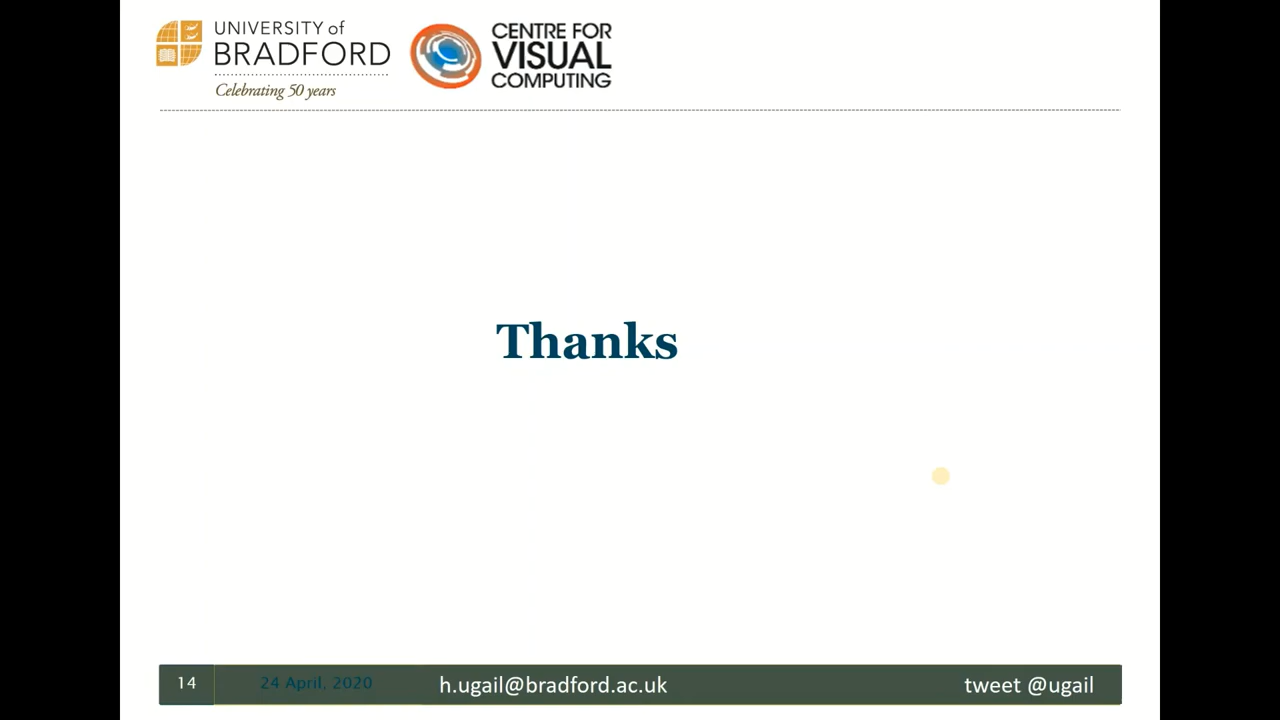 UNIVERSITY of
BRADFORD
Celebrating 50 years
CENTRE FOR
VISUAL
COMPUTING
Thanks
14
24 April, 2020
h.ugail@bradford.ac.uk
tweet @ugail